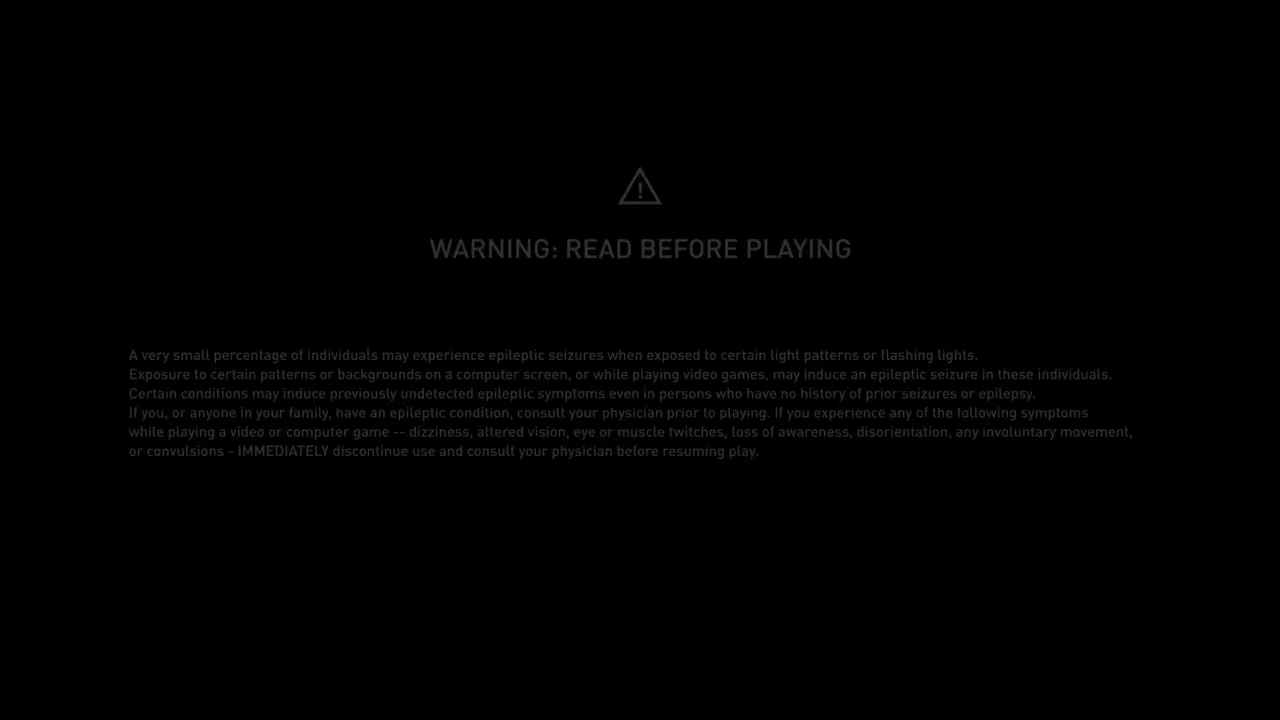 WARNING: READ BEFORE PLAYING
A very small percentage of individuals may experience epileptic seizures when exposed to certain light patterns or flashing lights.
Exposure to certain patterns or backgrounds on a computer screen, or while playing video games, may induce an epileptic seizure in these individuals.
Certain conditions may induce previously undetected epileptic symptoms even in persons who have no history of prior seizures or epilepsy.
If you, or anyone in your family, have an epileptic condition, consult your physician prior to playing. If you experience any of the following symptoms
while playing a video or computer game -- dizziness, altered vision, eye or muscle twitches, loss of awareness, disorientation, any involuntary movement,
or convulsions - IMMEDIATELY discontinue use and consult your physician before resuming play.